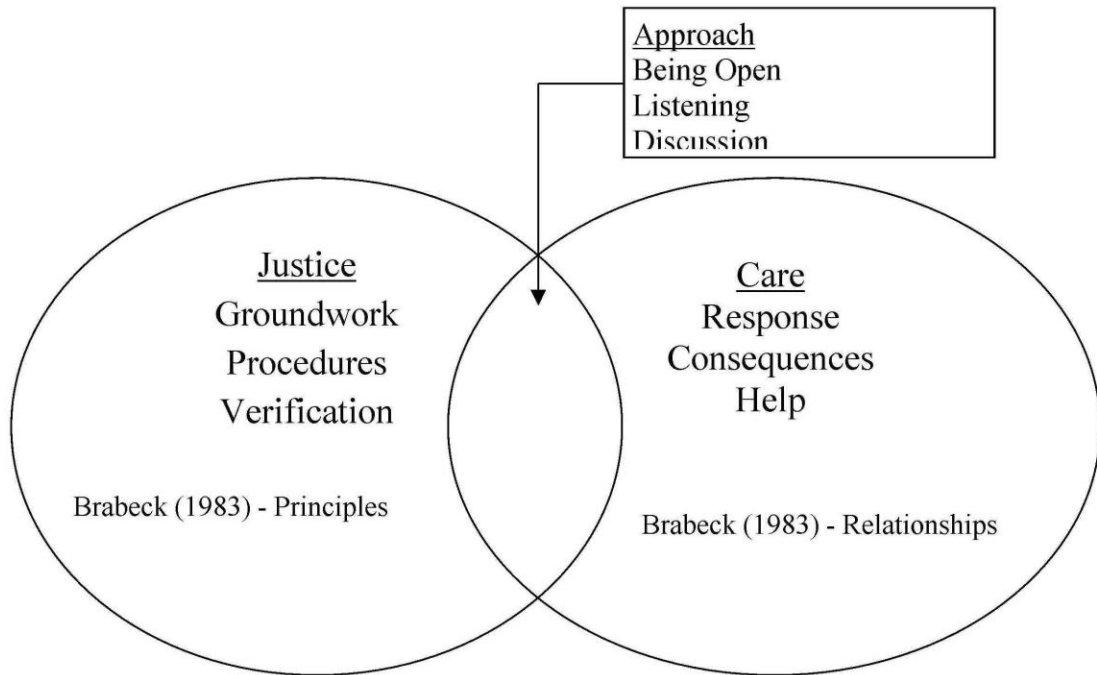 Approach
Being Open
Listening
Discussion
Justice
Groundwork
Procedures
Verification
Brabeck (1983) - Principles
Care
Response
Consequences
Help
Brabeck (1983) - Relationships